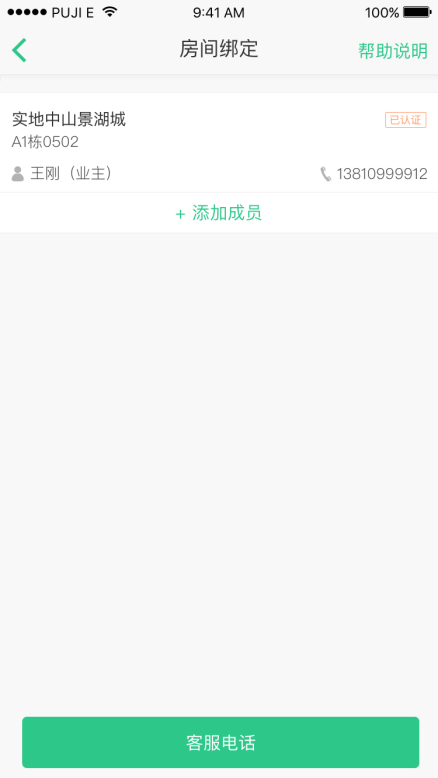 PUJI E 9:41 AM 100%
房间绑定 帮助说明
实地中山景湖城 已认证
A1栋0502
王刚（业主） 13810999912
+ 添加成员
客服电话